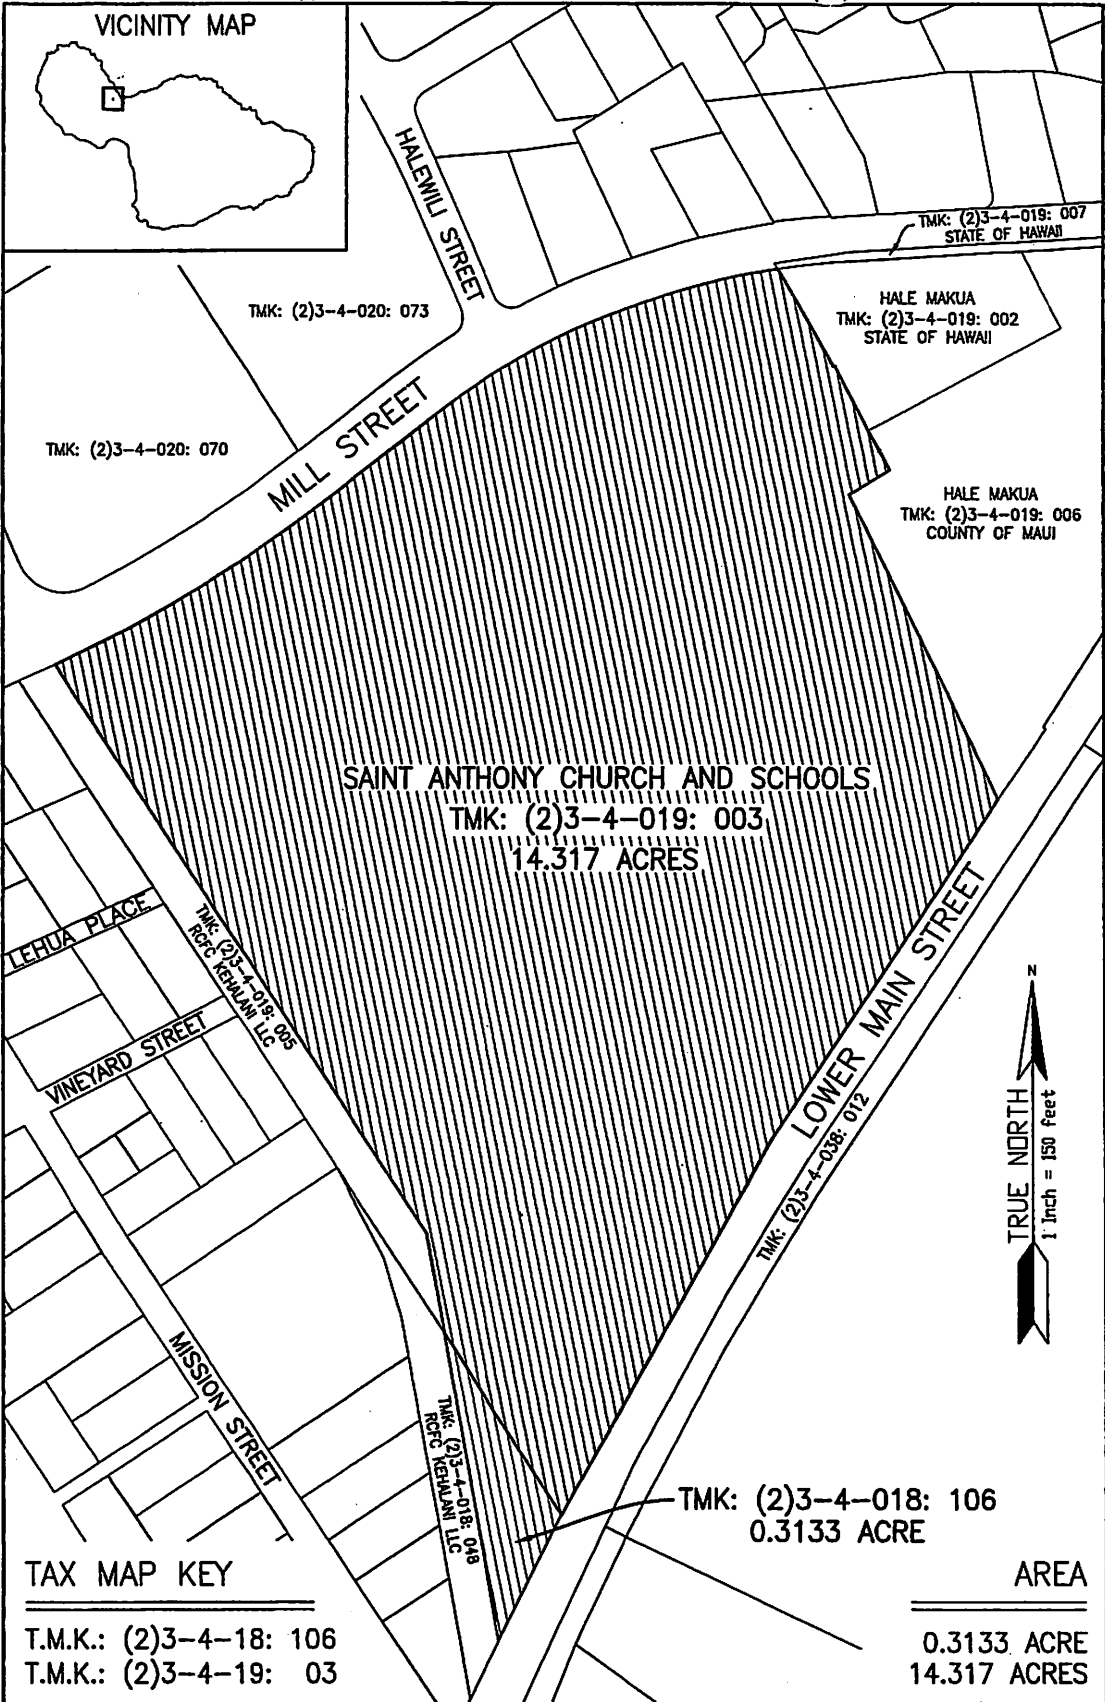 VICINITY MAP
HALEWILI STREET
TMK: (2)3-4-019: 007
STATE OF HAWAII
TMK: (2)3-4-020: 073
HALE MAKUA
TMK: (2)3-4-019: 002
STATE OF HAWAII
MILL STREET
TMK: (2)3-4-020: 070
HALE MAKUA
TMK: (2)3-4-019: 006
COUNTY OF MAUI
SAINT ANTHONY CHURCH AND SCHOOLS
TMK: (2)3-4-019: 003
14.317 ACRES
LEHUA PLACE
TMK: (2)3-4-019: 005
RCFC KEHALANI LLC
VINEYARD STREET
LOWER MAIN STREET
TMK: (2)3-4-038: 012
N
TRUE NORTH
1 Inch = 150 feet
MISSION STREET
TMK: (2)3-4-018: 048
RCFC KEHALANI LLC
TMK: (2)3-4-018: 106
0.3133 ACRE
TAX MAP KEY
AREA
T.M.K.: (2)3-4-18: 106
0.3133 ACRE
T.M.K.: (2)3-4-19: 03
14.317 ACRES